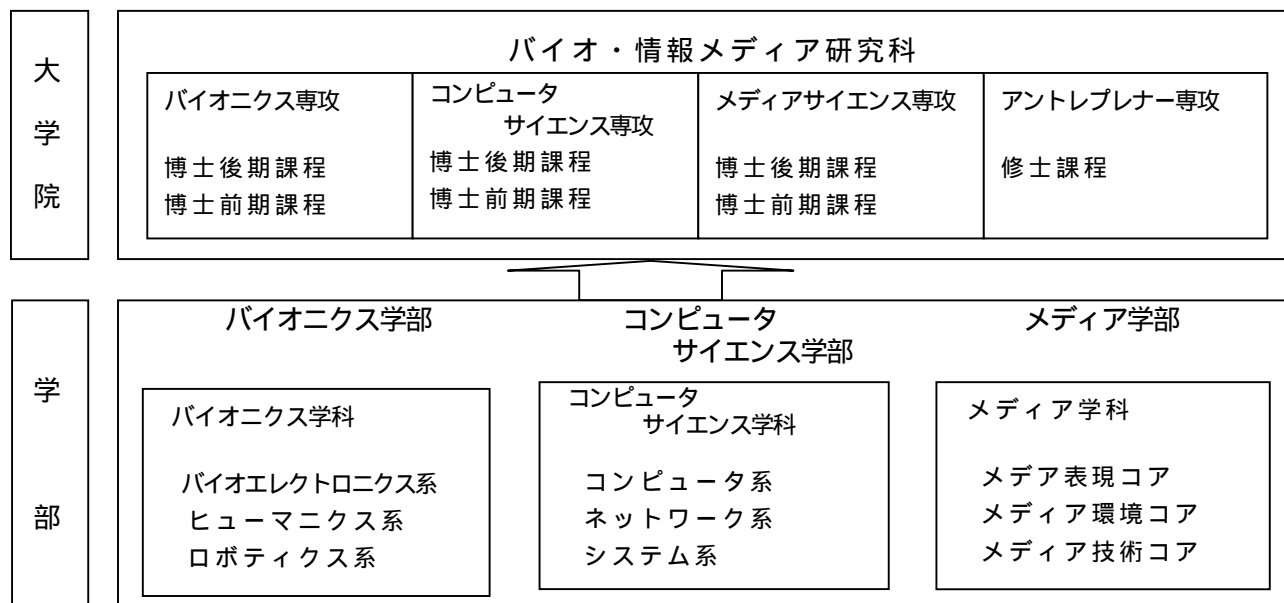 大学院
バイオ・情報メディア研究科
バイオニクス専攻
博士後期課程
博士前期課程
コンピュータ
サイエンス専攻
博士後期課程
博士前期課程
メディアサイエンス専攻
博士後期課程
博士前期課程
アントレプレナー専攻
修士課程
学部
バイオニクス学部
バイオニクス学科
バイオエレクトロニクス系
ヒューマニクス系
ロボティクス系
コンピュータ
サイエンス学部
コンピュータ
サイエンス学科
コンピュータ系
ネットワーク系
システム系
メディア学部
メディア学科
メデア表現コア
メディア環境コア
メディア技術コア